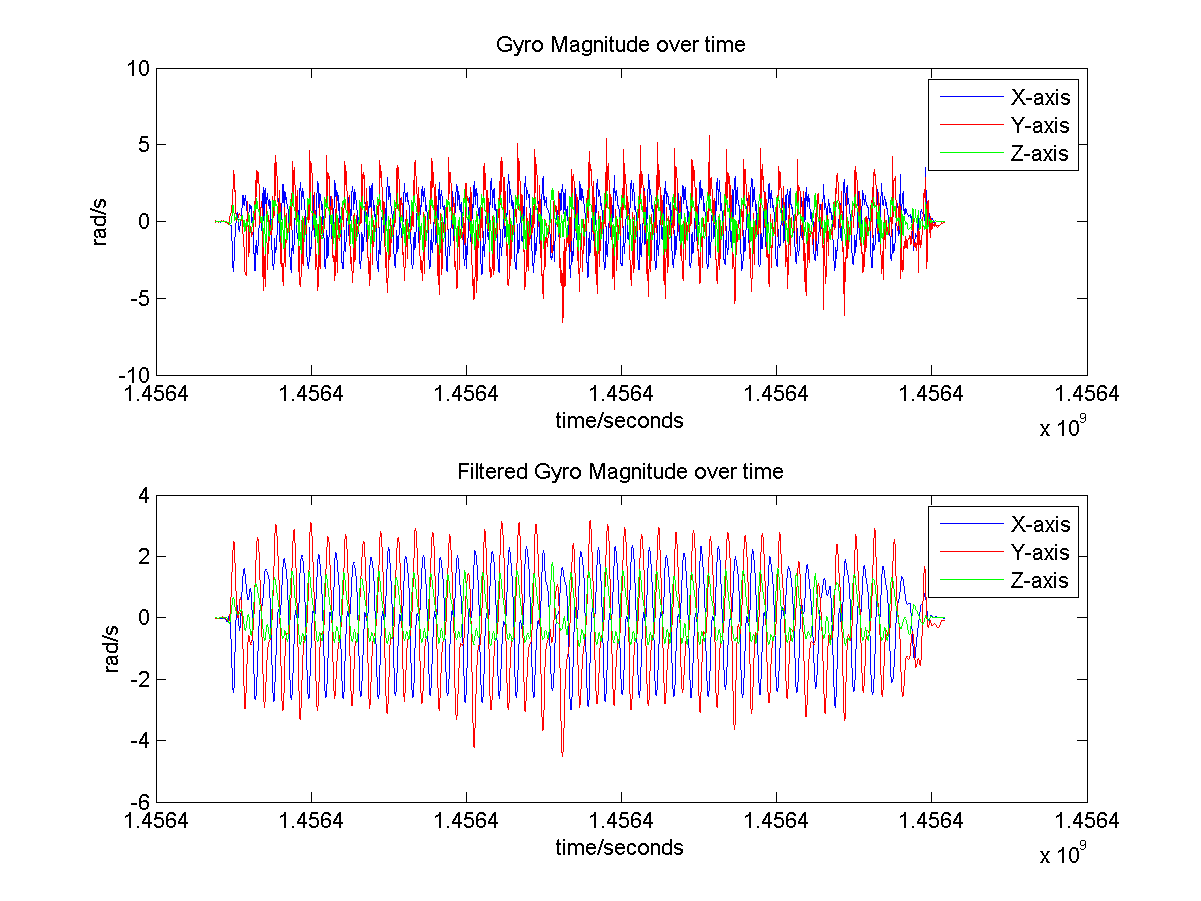 Gyro Magnitude over time
10
5
0
-5
-10
rad/s
X-axis
Y-axis
Z-axis
1.4564 1.4564 1.4564 1.4564 1.4564 1.4564 1.4564
time/seconds
x 10^9
Filtered Gyro Magnitude over time
4
2
0
-2
-4
-6
rad/s
X-axis
Y-axis
Z-axis
1.4564 1.4564 1.4564 1.4564 1.4564 1.4564 1.4564
time/seconds
x 10^9